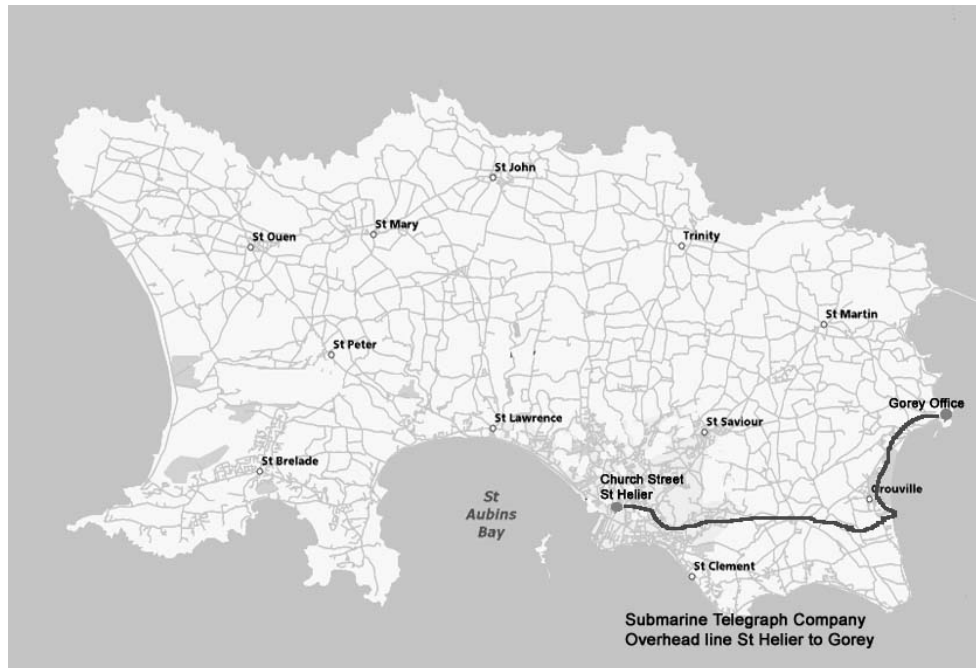 St John
St Mary
Trinity
St Ouen
St Martin
St Peter
Gorey Office
St Lawrence
St Saviour
St Brelade
Church Street
St Helier
St
Aubins
Bay
Grouville
St Clement
Submarine Telegraph Company
Overhead line St Helier to Gorey